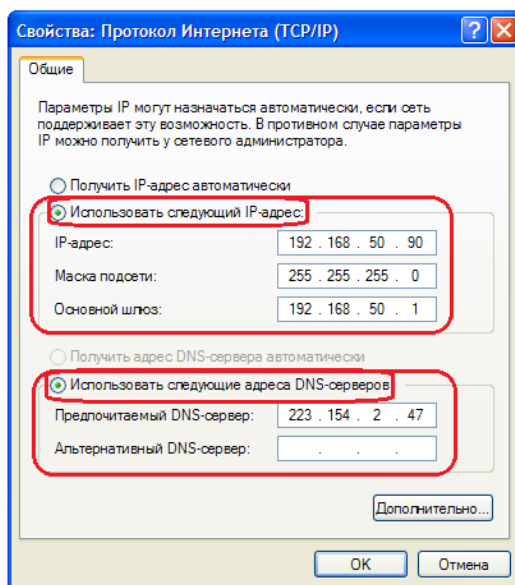 Свойства: Протокол Интернета (TCP/IP)
Общие
Параметры IP могут назначаться автоматически, если сеть
поддерживает эту возможность. В противном случае параметры
IP можно получить у сетевого администратора.
Получить IP-адрес автоматически
Использовать следующий IP-адрес:
IP-адрес: 192 . 168 . 50 . 90
Маска подсети: 255 . 255 . 255 . 0
Основной шлюз: 192 . 168 . 50 . 1
Получить адрес DNS-сервера автоматически
Использовать следующие адреса DNS-серверов
Предпочитаемый DNS-сервер: 223 . 154 . 2 . 47
Альтернативный DNS-сервер: . . .
Дополнительно...
OK Отмена